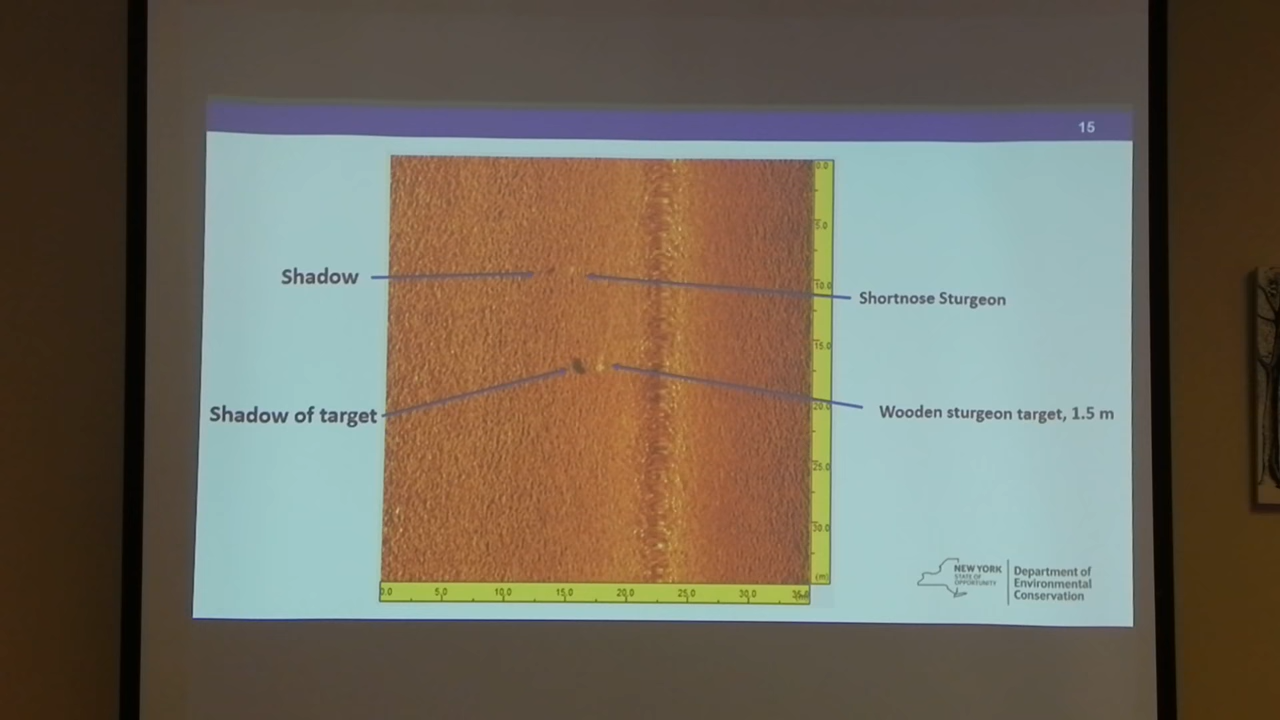 15
0.0
5.0
Shadow
10.0
Shortnose Sturgeon
15.0
20.0
Shadow of target
Wooden sturgeon target, 1.5 m
25.0
30.0
NEW YORK
STATE OF
OPPORTUNITY
Department of
Environmental
Conservation
(m)
0.0 5.0 10.0 15.0 20.0 25.0 30.0